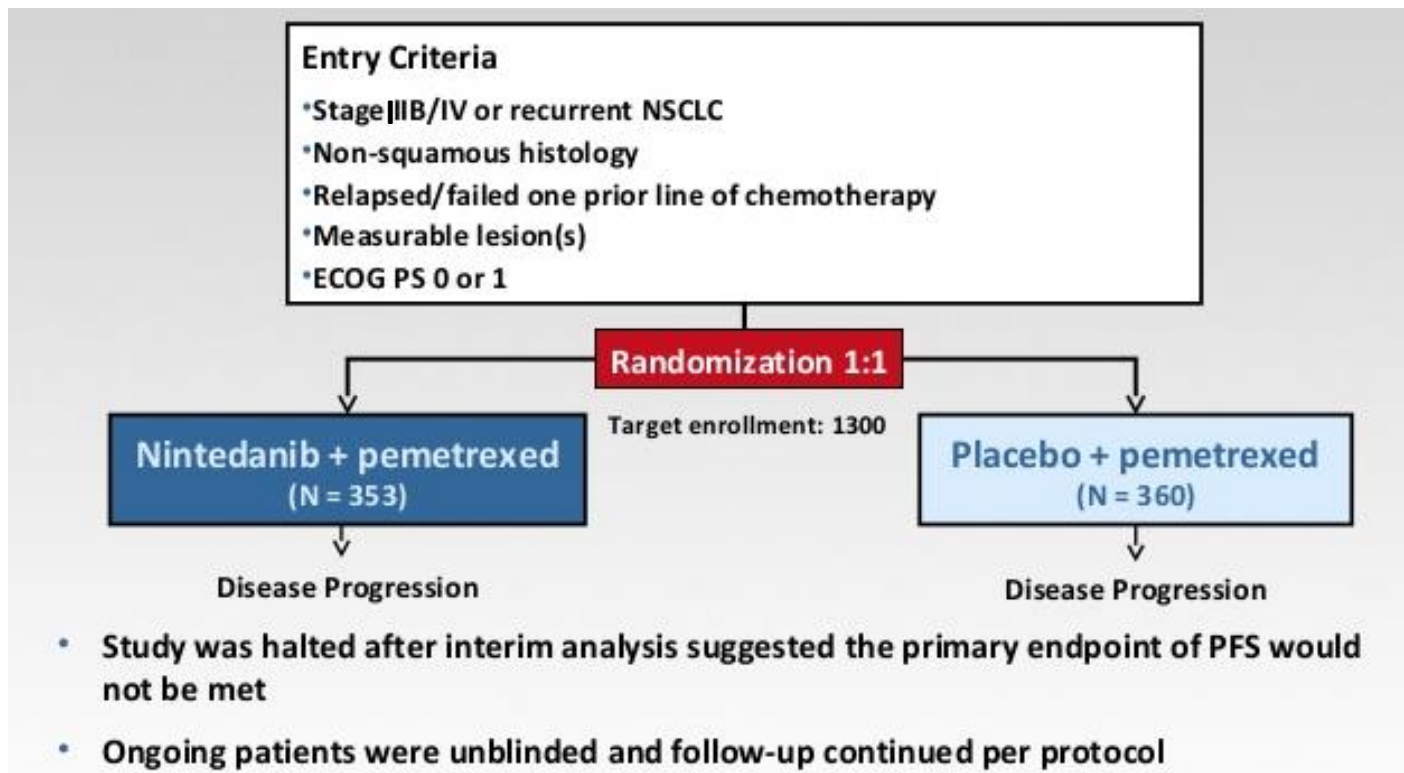 Entry Criteria
•Stage IIIB/IV or recurrent NSCLC
•Non-squamous histology
•Relapsed/failed one prior line of chemotherapy
•Measurable lesion(s)
•ECOG PS 0 or 1
Randomization 1:1
Target enrollment: 1300
Nintedanib + pemetrexed
(N = 353)
Placebo + pemetrexed
(N = 360)
Disease Progression
Disease Progression
• Study was halted after interim analysis suggested the primary endpoint of PFS would
not be met
• Ongoing patients were unblinded and follow-up continued per protocol